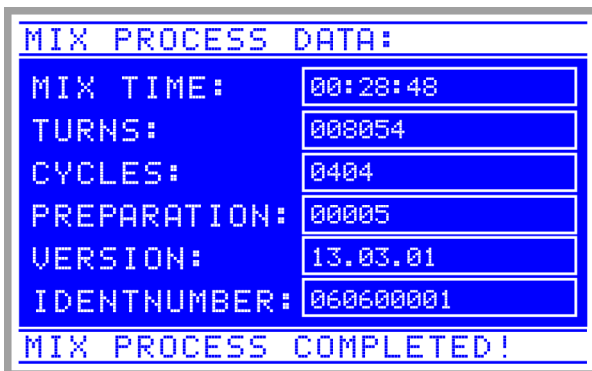 MIX PROCESS DATA:
MIX TIME: 00:28:48
TURNS: 008054
CYCLES: 0404
PREPARATION: 00005
VERSION: 13.03.01
IDENTNUMBER: 060600001
MIX PROCESS COMPLETED!